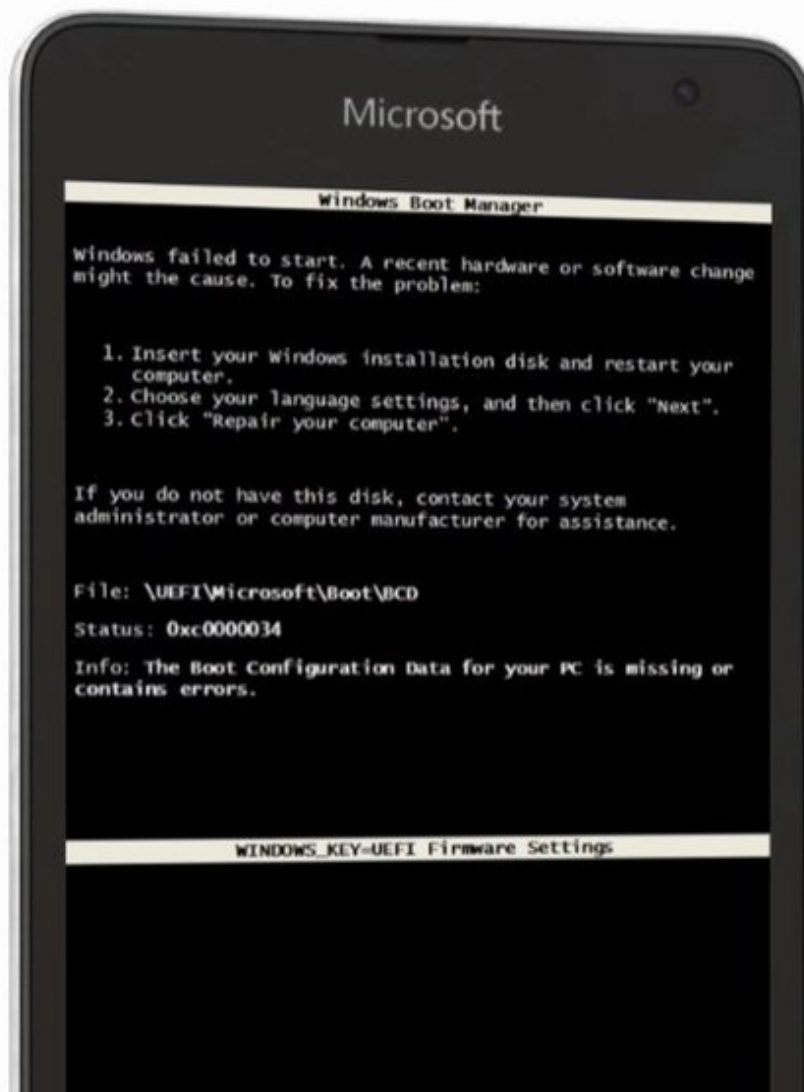 Microsoft
Windows Boot Manager
Windows failed to start. A recent hardware or software change
might the cause. To fix the problem:
1. Insert your Windows installation disk and restart your
computer.
2. Choose your language settings, and then click "Next".
3. Click "Repair your computer".
If you do not have this disk, contact your system
administrator or computer manufacturer for assistance.
File: \UEFI\Microsoft\Boot\BCD
Status: 0xc0000034
Info: The Boot Configuration Data for your PC is missing or
contains errors.
WINDOWS_KEY=UEFI Firmware Settings